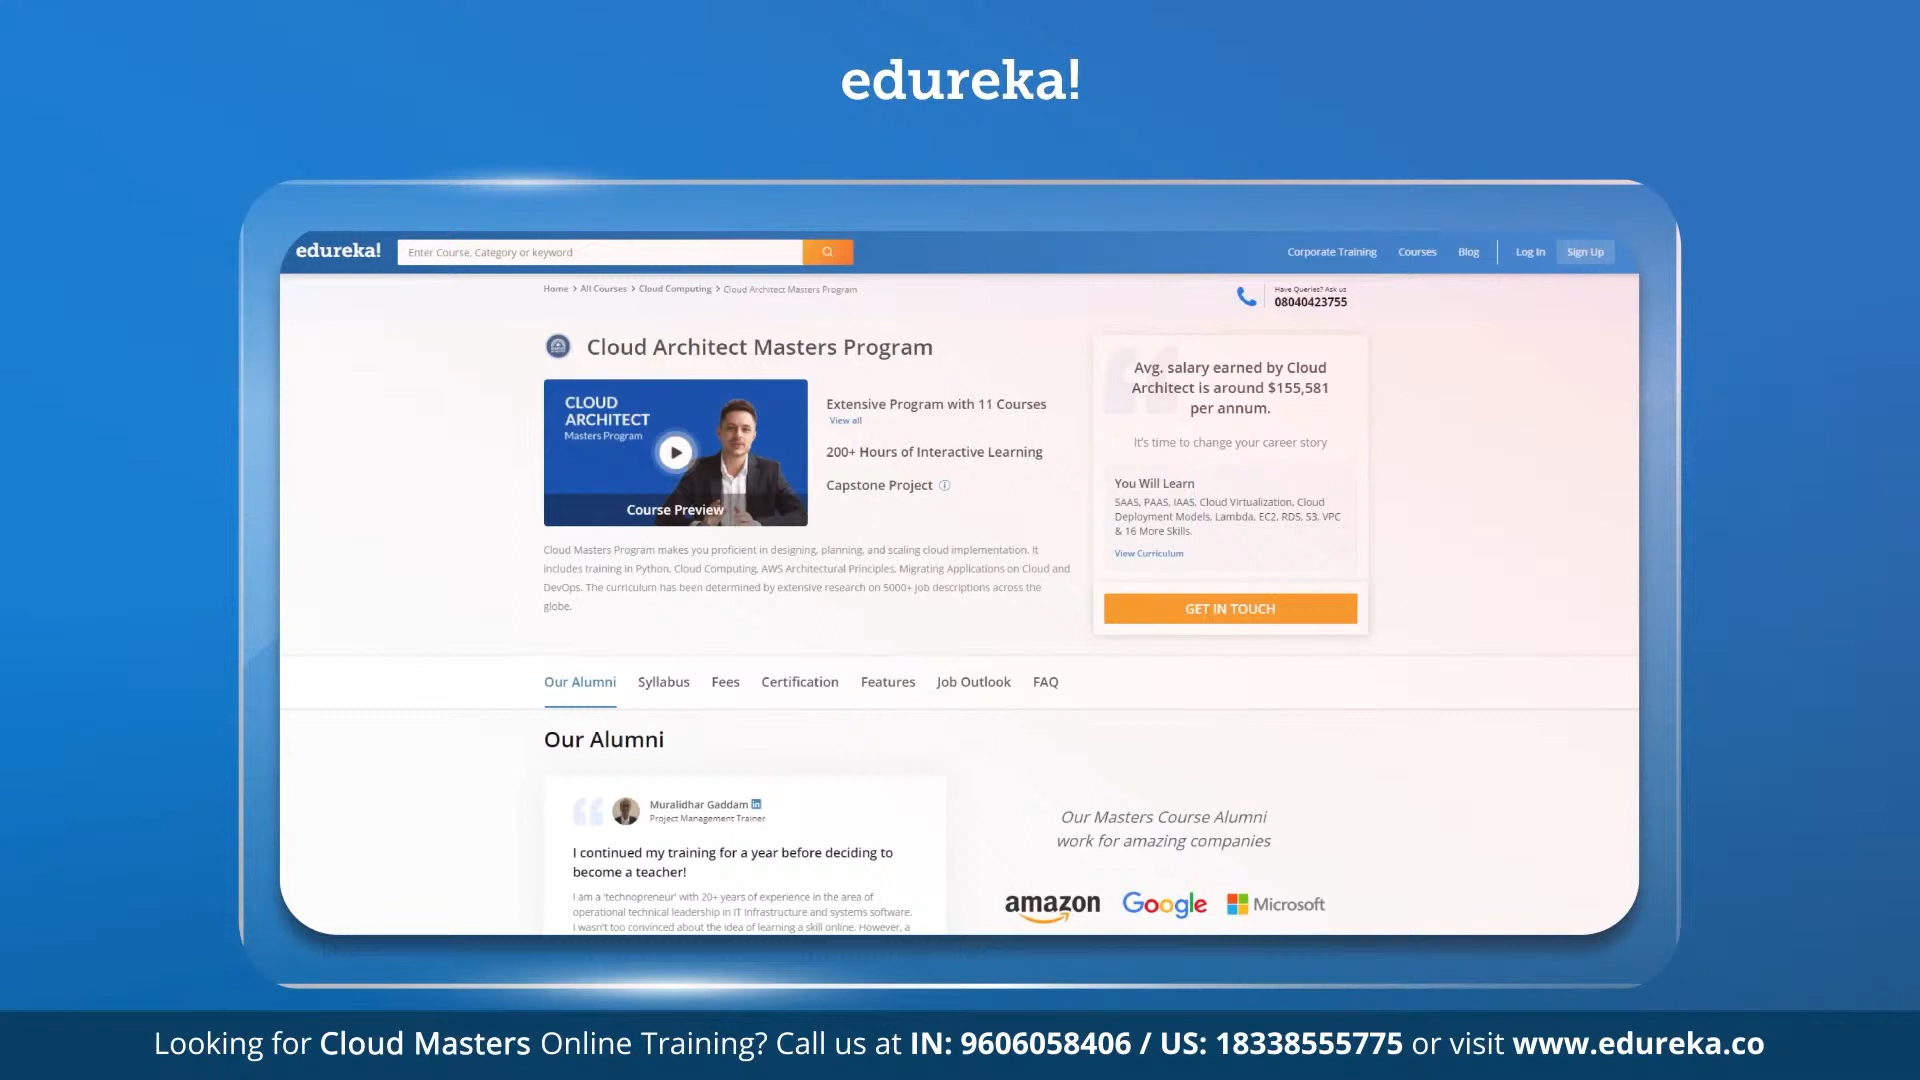 edureka!
edureka!
Enter Course, Category or keyword
Corporate Training
Courses
Blog
Log In
Sign Up
Home > All Courses > Cloud Computing > Cloud Architect Masters Program
Have Queries? Ask us
08040423755
Cloud Architect Masters Program
CLOUD
ARCHITECT
Masters Program
Course Preview
Extensive Program with 11 Courses
View all
200+ Hours of Interactive Learning
Capstone Project
Cloud Masters Program makes you proficient in designing, planning, and scaling cloud implementation. It
includes training in Python, Cloud Computing, AWS Architectural Principles, Migrating Applications on Cloud and
DevOps. The curriculum has been determined by extensive research on 5000+ job descriptions across the
globe.
Avg. salary earned by Cloud
Architect is around $155,581
per annum.
It's time to change your career story
You Will Learn
SAAS, PAAS, IAAS, Cloud Virtualization, Cloud
Deployment Models, Lambda, EC2, RDS, S3, VPC
& 16 More Skills.
View Curriculum
GET IN TOUCH
Our Alumni
Syllabus
Fees
Certification
Features
Job Outlook
FAQ
Our Alumni
Muralidhar Gaddam in
Project Management Trainer
I continued my training for a year before deciding to
become a teacher!
I am a 'technopreneur' with 20+ years of experience in the area of
operational technical leadership in IT Infrastructure and systems software.
I wasn't too convinced about the idea of learning a skill online. However, a
Our Masters Course Alumni
work for amazing companies
amazon
Google
Microsoft
Looking for Cloud Masters Online Training? Call us at IN: 9606058406 / US: 18338555775 or visit www.edureka.co